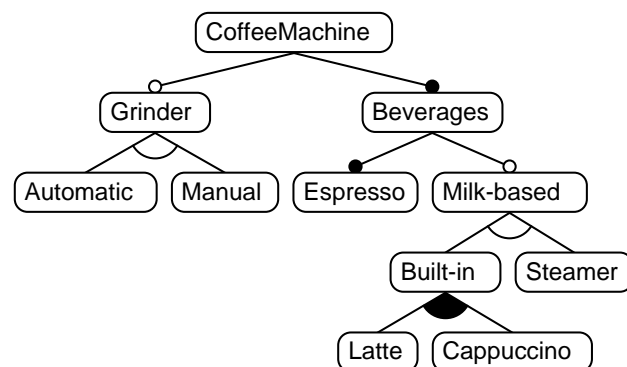 CoffeeMachine
Grinder
Beverages
Automatic
Manual
Espresso
Milk-based
Built-in
Steamer
Latte
Cappuccino